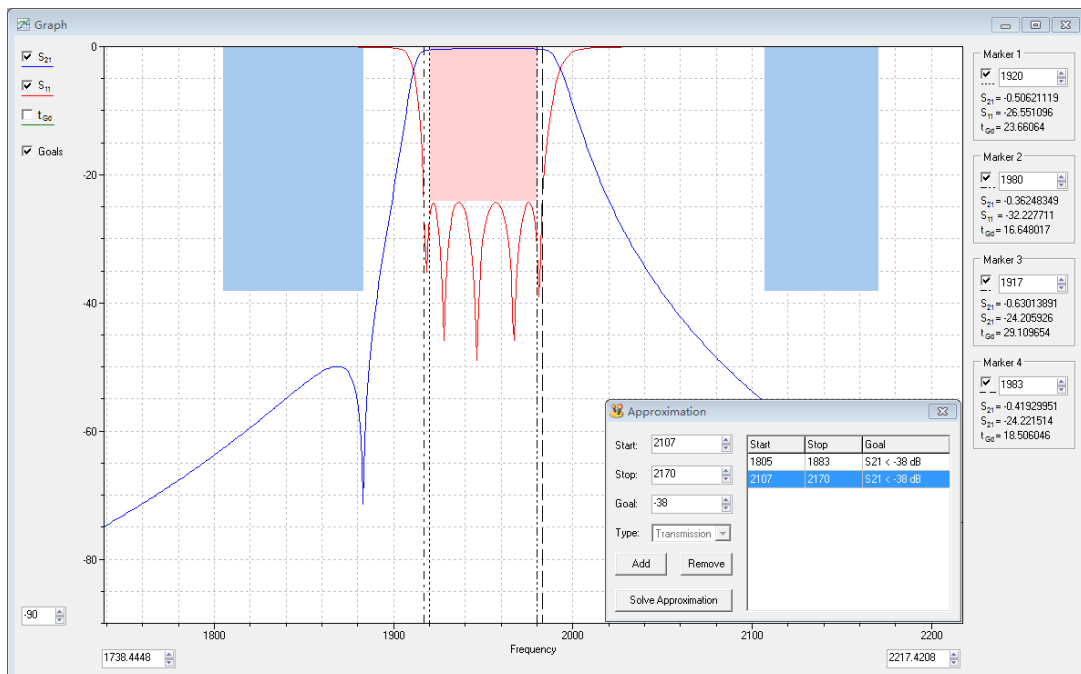 Graph
S21
S11
tGd
Goals
0
-20
-40
-60
-80
-90
1800
1900
2000
2100
2200
Frequency
1738.4448
2217.4208
Marker 1
1920
S21 = -0.50621119
S11 = -26.551096
tGd = 23.66064
Marker 2
1980
S21 = -0.36248349
S11 = -32.227711
tGd = 16.648017
Marker 3
1917
S21 = -0.63013891
S11 = -24.205926
tGd = 29.109654
Marker 4
1983
S21 = -0.41929951
S11 = -24.221514
tGd = 18.506046
Approximation
Start: 2107
Stop: 2170
Goal: -38
Type: Transmission
Add Remove
Solve Approximation
Start Stop Goal
1805 1883 S21 < -38 dB
2107 2170 S21 < -38 dB